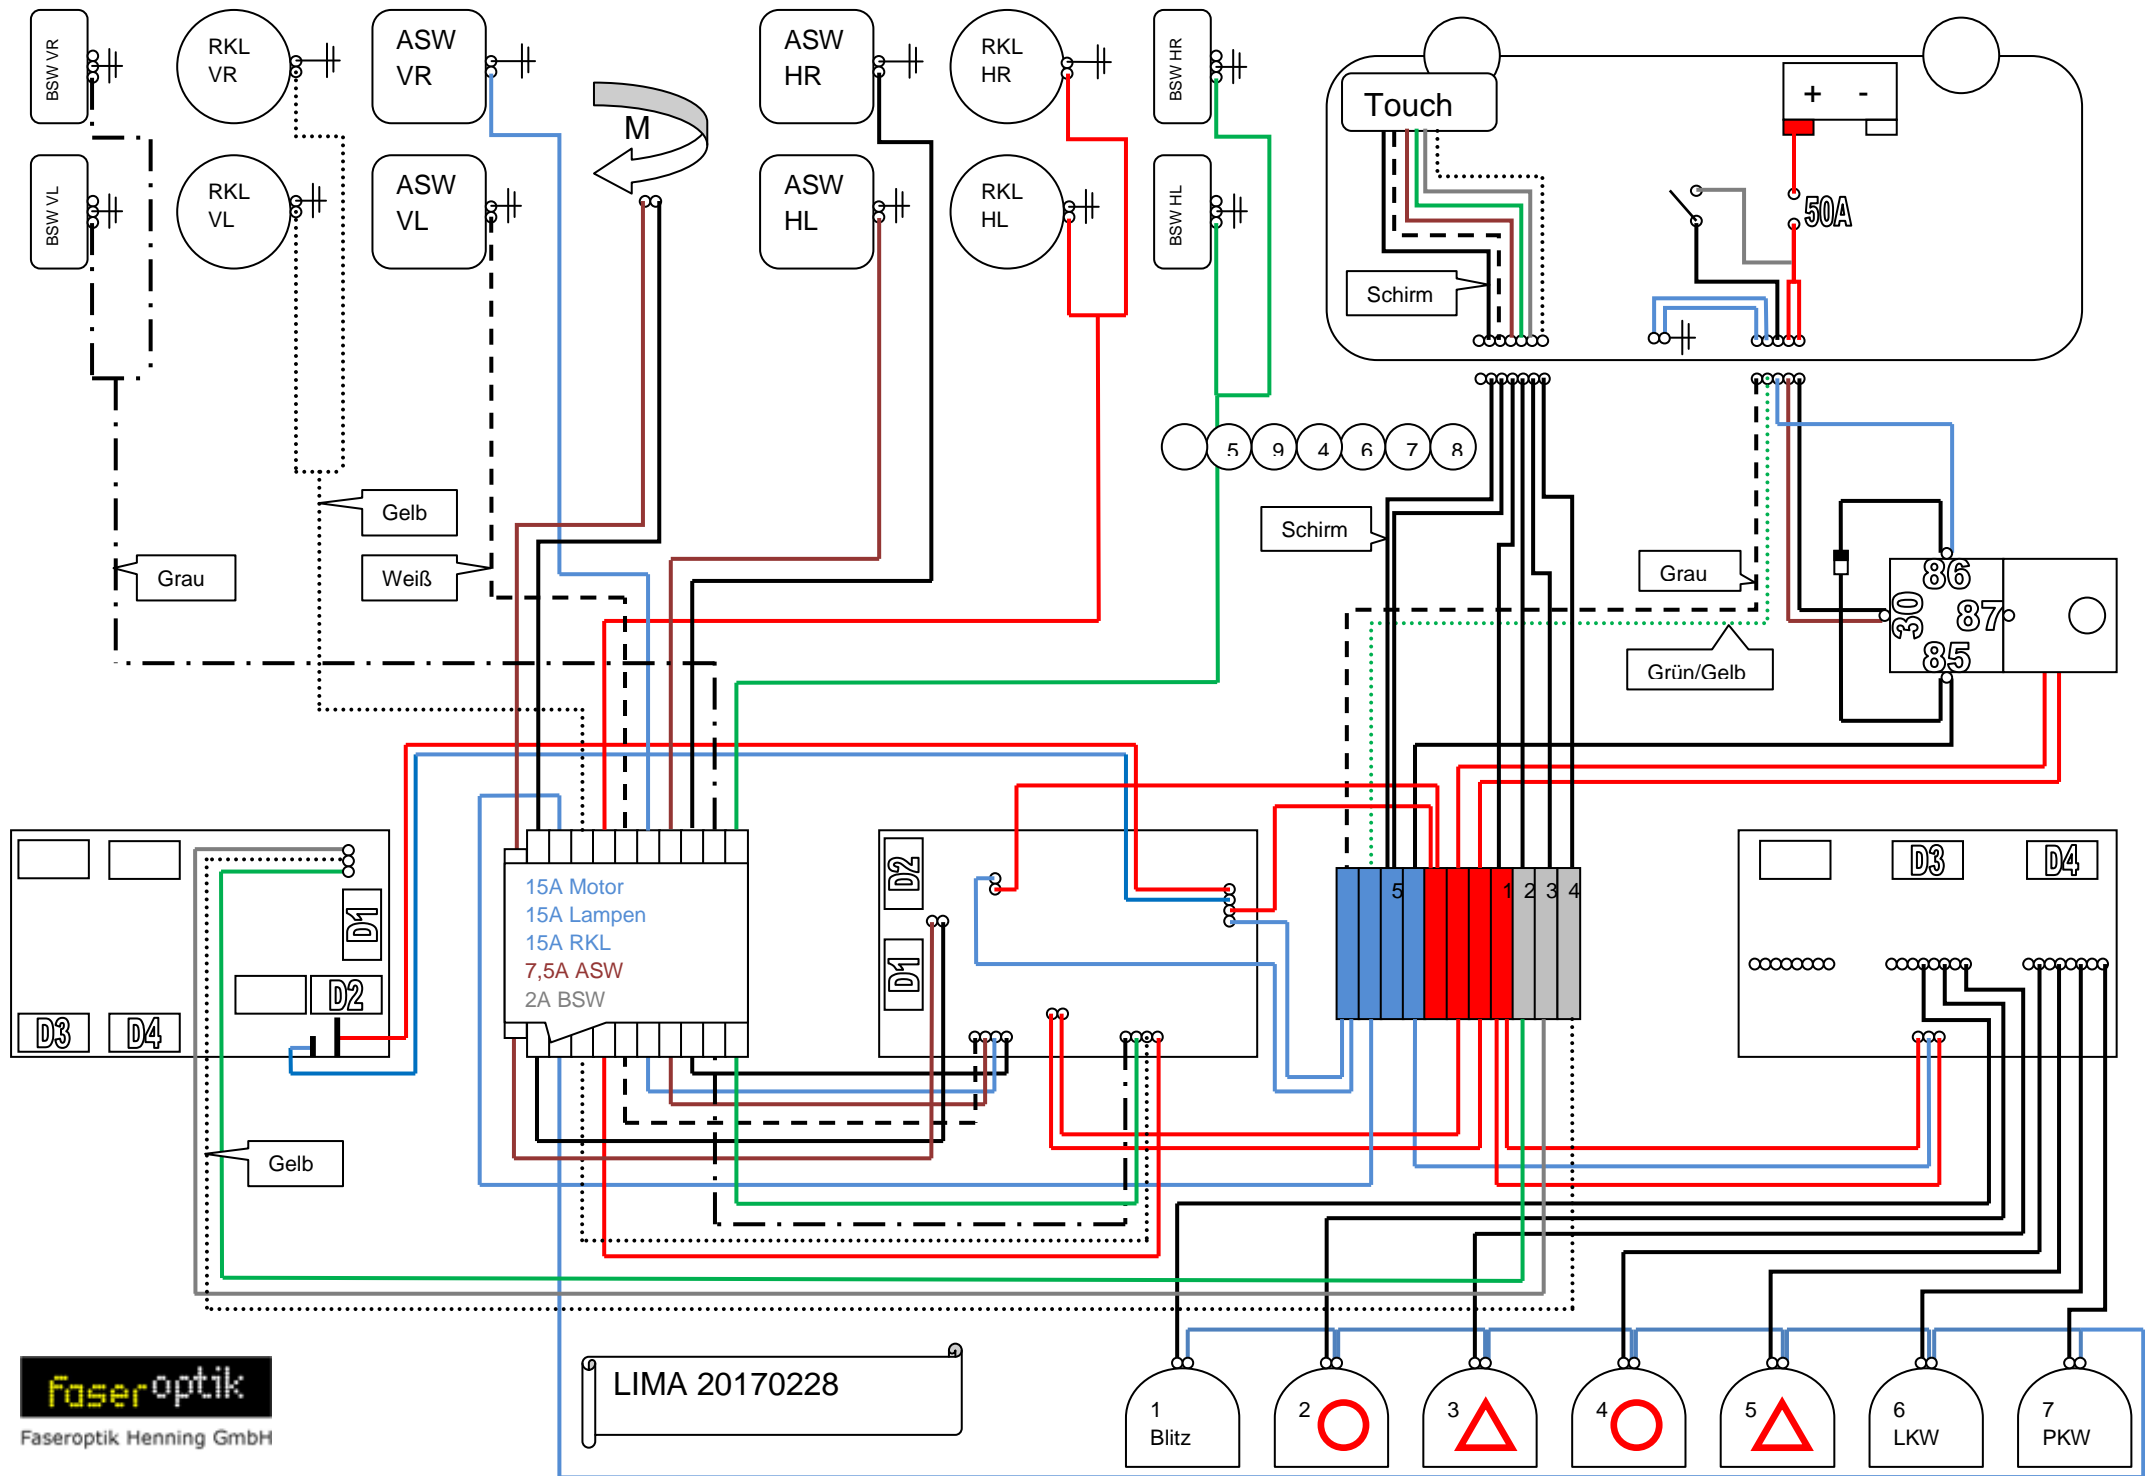 BSW VR
RKL
VR
ASW
VR
M
ASW
HR
RKL
HR
BSW HR
Touch
+ -
BSW VL
RKL
VL
ASW
VL
ASW
HL
RKL
HL
BSW HL
50A
Schirm
5 9 4 6 7 8
Gelb
Schirm
Grau
Weiß
Grau
86
30
87
85
Grün/Gelb
D1
D2
D3
D4
15A Motor
15A Lampen
15A RKL
7,5A ASW
2A BSW
D2
D1
5 1 2 3 4
D3
D4
Gelb
faseroptik
Faseroptik Henning GmbH
LIMA 20170228
1
Blitz
2
3
4
5
6
LKW
7
PKW